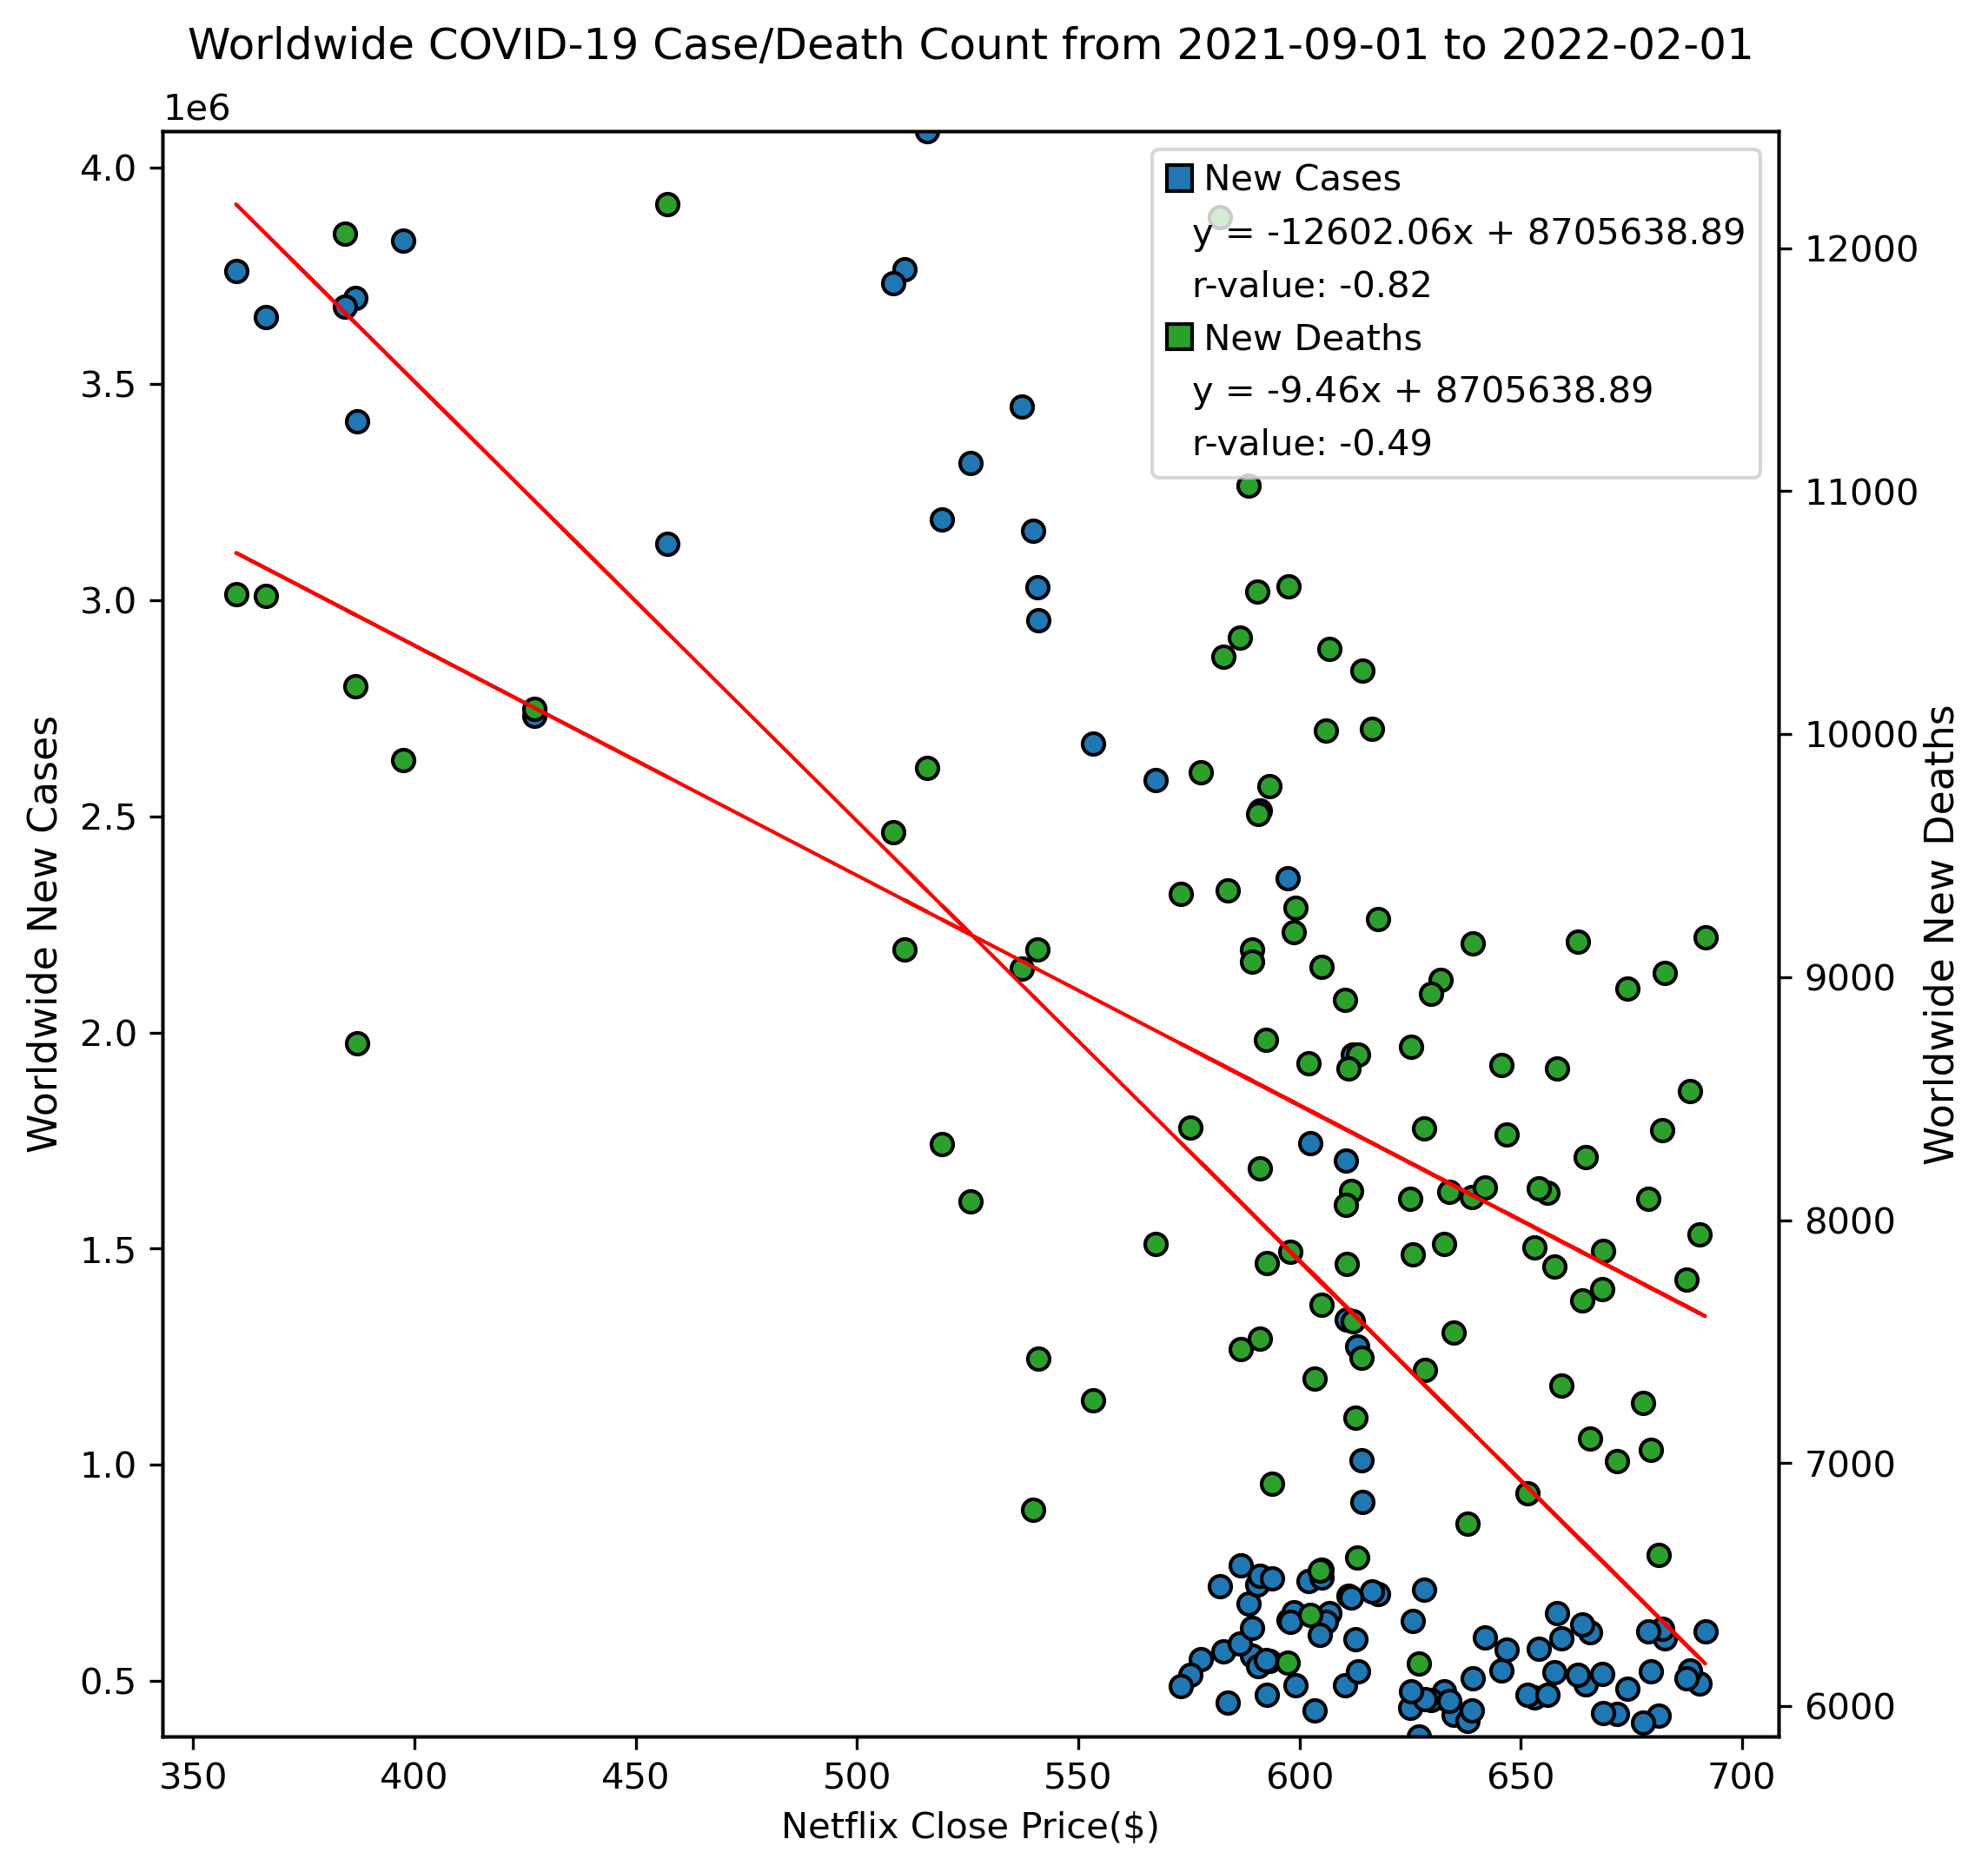 Worldwide COVID-19 Case/Death Count from 2021-09-01 to 2022-02-01
1e6
4.0
3.5
3.0
2.5
2.0
1.5
1.0
0.5
Worldwide New Cases
New Cases
y = -12602.06x + 8705638.89
r-value: -0.82
New Deaths
y = -9.46x + 8705638.89
r-value: -0.49
12000
11000
10000
9000
8000
7000
6000
Worldwide New Deaths
350 400 450 500 550 600 650 700
Netflix Close Price($)